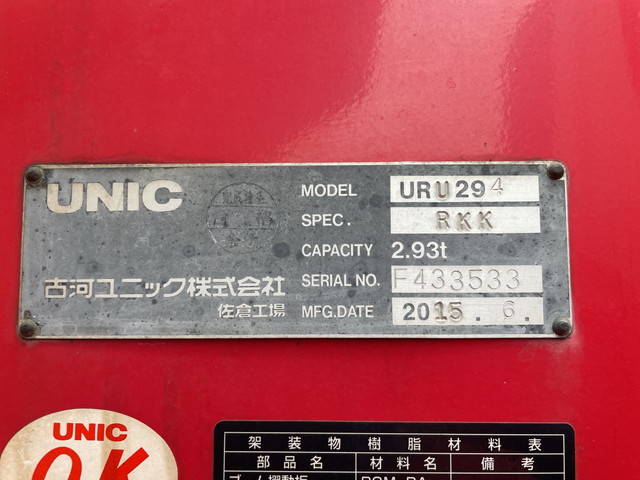 UNIC
MODEL URU294
SPEC. RKK
CAPACITY 2.93t
古河ユニック株式会社
SERIAL NO. F433533
佐倉工場
MFG.DATE 2015.6.
UNIC
OK
架装物樹脂材料表
部品名 材料名 備考